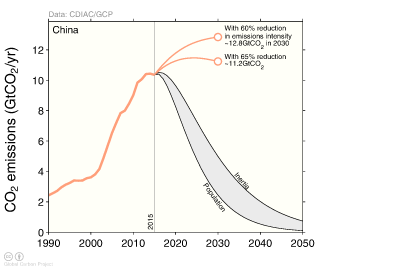 Data: CDIAC/GCP
China
With 60% reduction
in emissions intensity
~12.8GtCO2 in 2030
With 65% reduction
~11.2GtCO2
CO2 emissions (GtCO2/yr)
12
10
8
6
4
2
0
Inertia
Population
2015
1990 2000 2010 2020 2030 2040 2050
Global Carbon Project